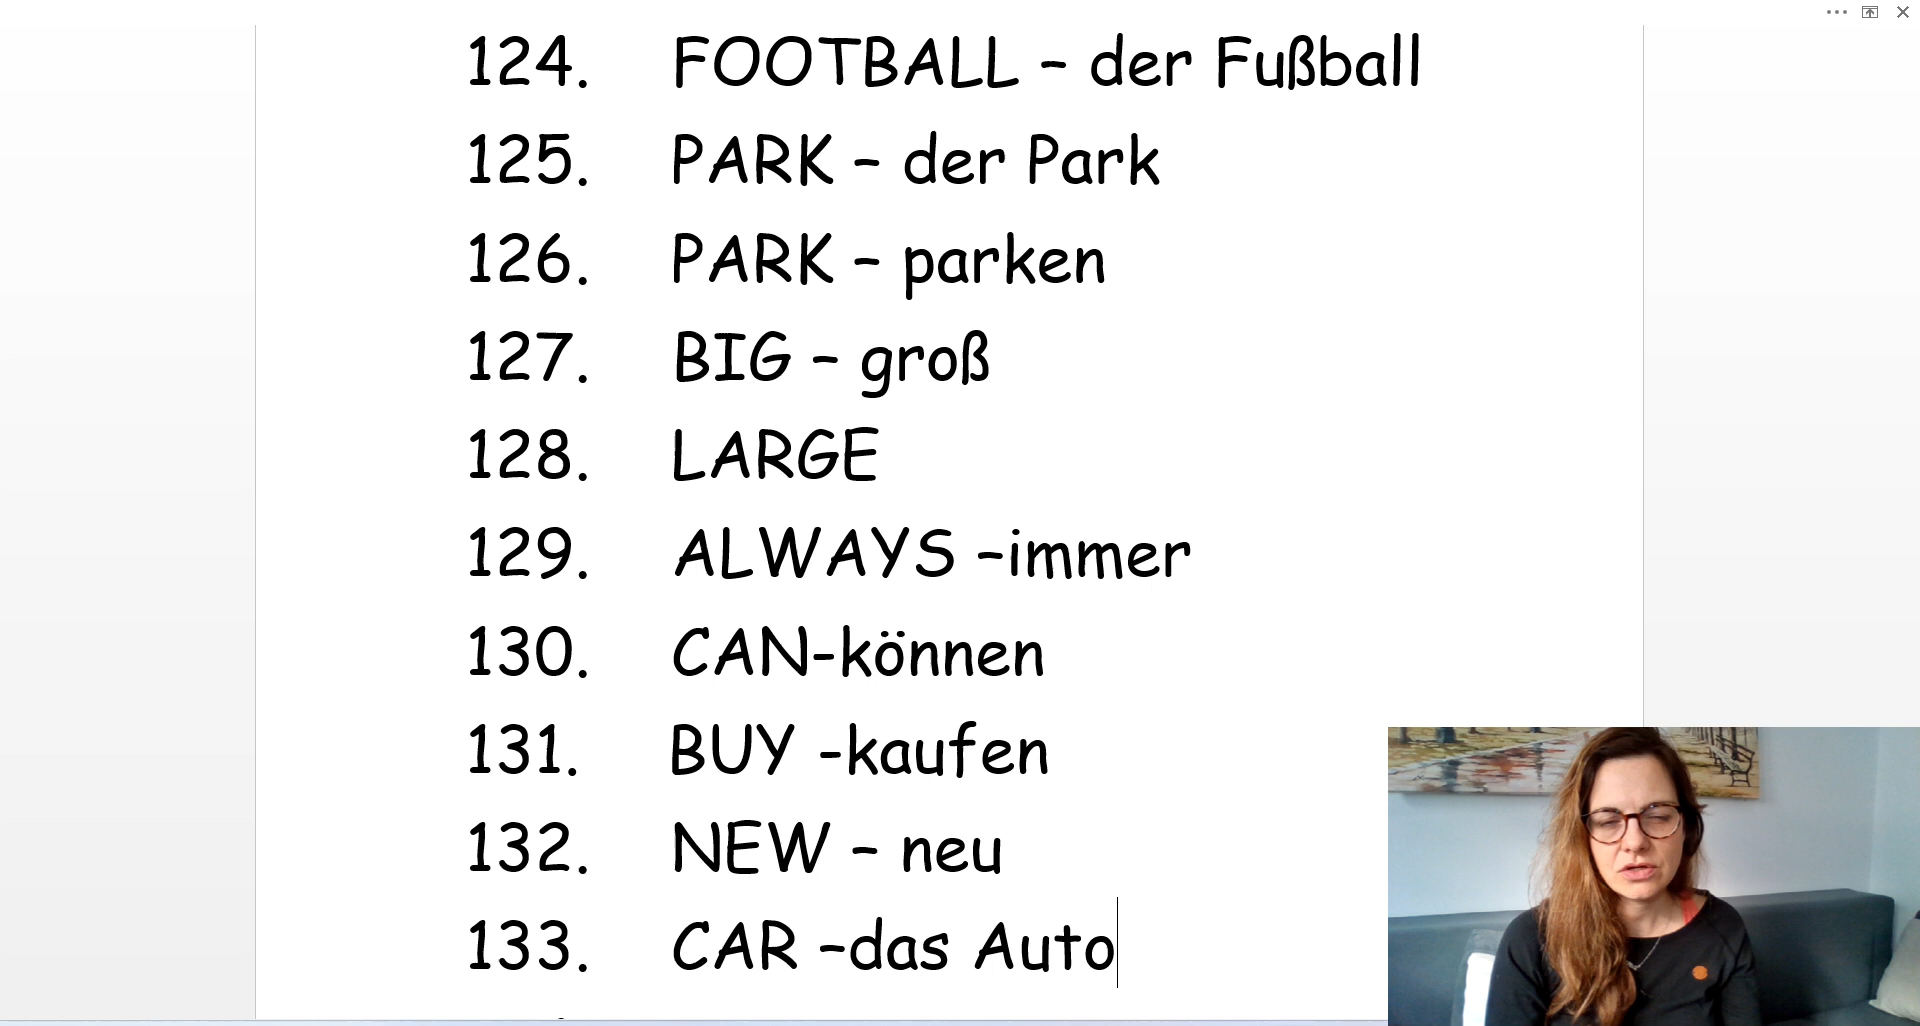 124. FOOTBALL – der Fußball
125. PARK – der Park
126. PARK – parken
127. BIG – groß
128. LARGE
129. ALWAYS –immer
130. CAN-können
131. BUY -kaufen
132. NEW – neu
133. CAR –das Auto